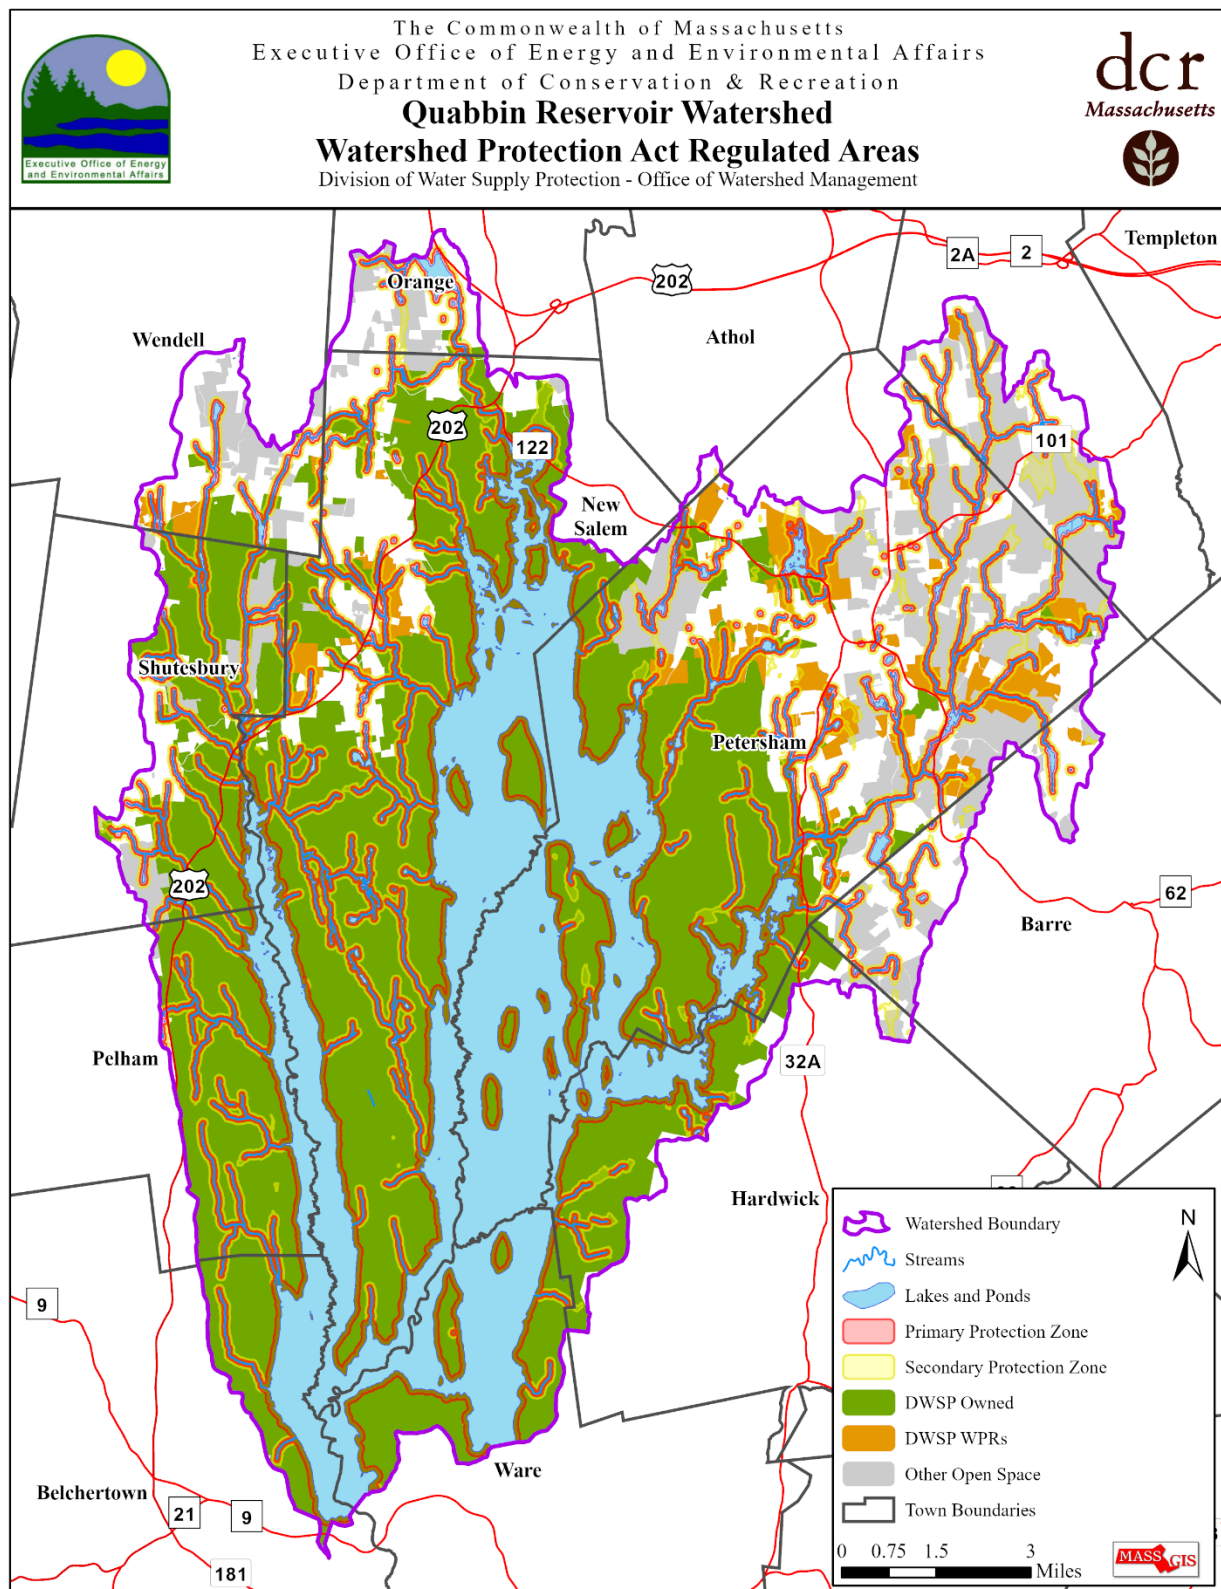 The Commonwealth of Massachusetts
Executive Office of Energy and Environmental Affairs
Department of Conservation & Recreation
Quabbin Reservoir Watershed
Watershed Protection Act Regulated Areas
Division of Water Supply Protection - Office of Watershed Management
Executive Office of Energy
and Environmental Affairs
dcr
Massachusetts
Templeton
2A
2
202
Orange
Wendell
Athol
202
122
101
New
Salem
Shutesbury
Petersham
202
62
Barre
Pelham
32A
Hardwick
9
Ware
Belchertown
21
9
181
Watershed Boundary
Streams
Lakes and Ponds
Primary Protection Zone
Secondary Protection Zone
DWSP Owned
DWSP WPRs
Other Open Space
Town Boundaries
N
0 0.75 1.5 3
Miles
MASS GIS